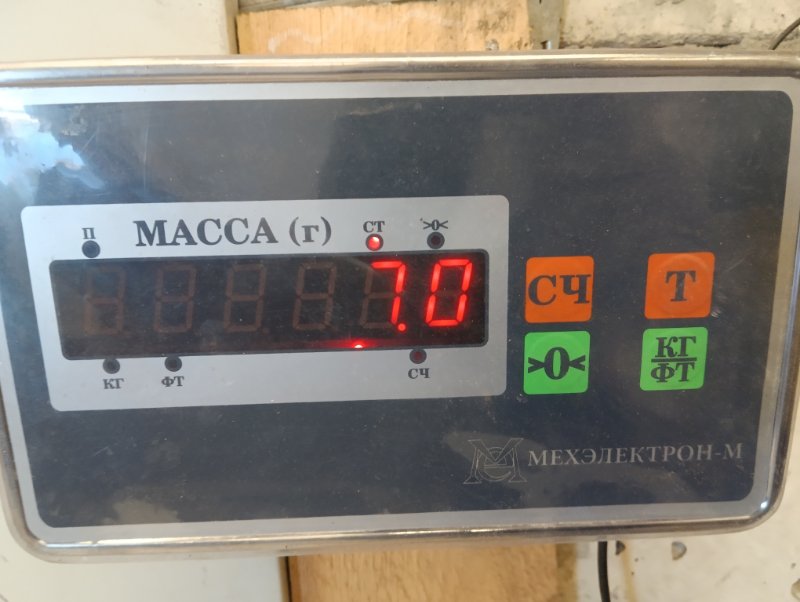 П
МАССА (г)
СТ
>0<
7.0
КГ
ФТ
СЧ
СЧ
Т
>0<
КГ
ФТ
МЕХЭЛЕКТРОН-М